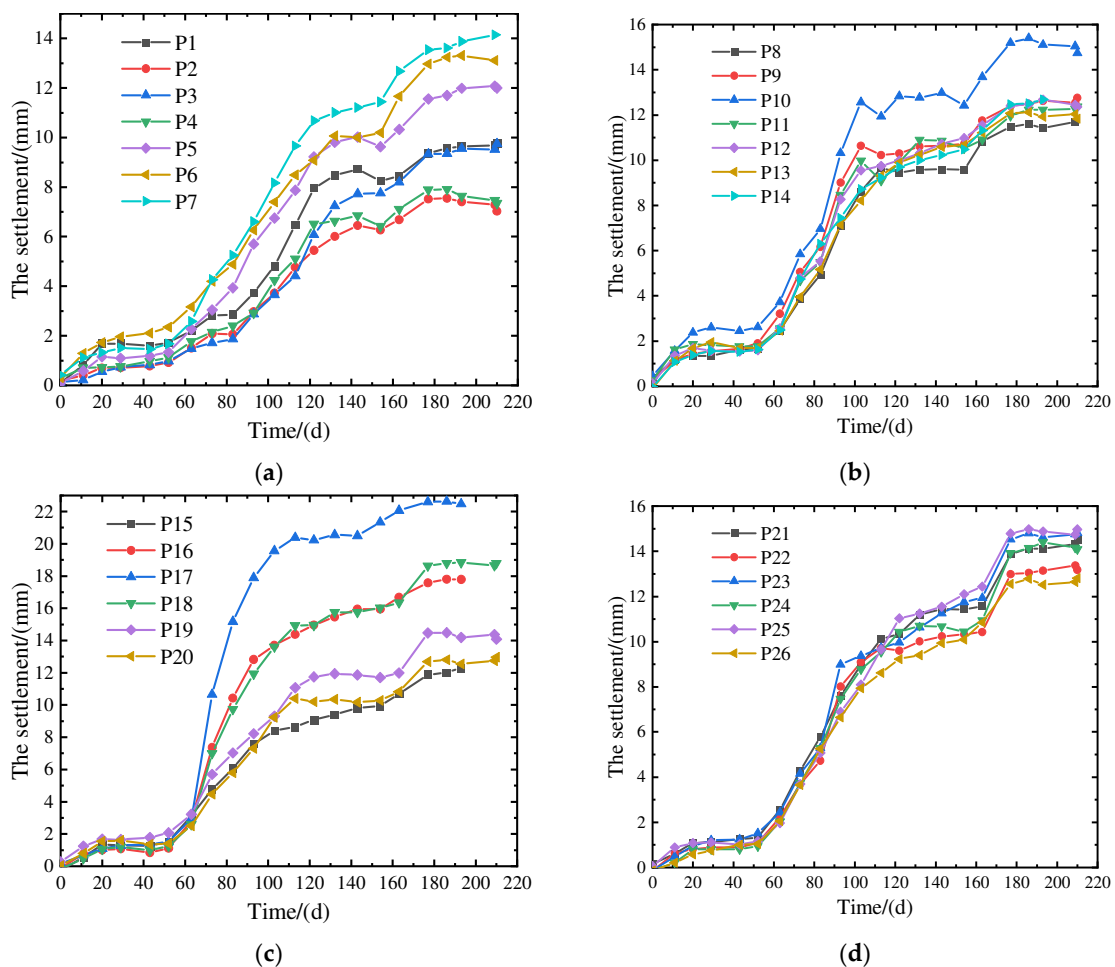 The settlement/(mm)
14
12
10
8
6
4
2
0
P1
P2
P3
P4
P5
P6
P7
0 20 40 60 80 100 120 140 160 180 200 220
Time/(d)
(a)
The settlement/(mm)
16
14
12
10
8
6
4
2
0
P8
P9
P10
P11
P12
P13
P14
0 20 40 60 80 100 120 140 160 180 200 220
Time/(d)
(b)
The settlement/(mm)
22
20
18
16
14
12
10
8
6
4
2
0
P15
P16
P17
P18
P19
P20
0 20 40 60 80 100 120 140 160 180 200 220
Time/(d)
(c)
The settlement/(mm)
16
14
12
10
8
6
4
2
0
P21
P22
P23
P24
P25
P26
0 20 40 60 80 100 120 140 160 180 200 220
Time/(d)
(d)